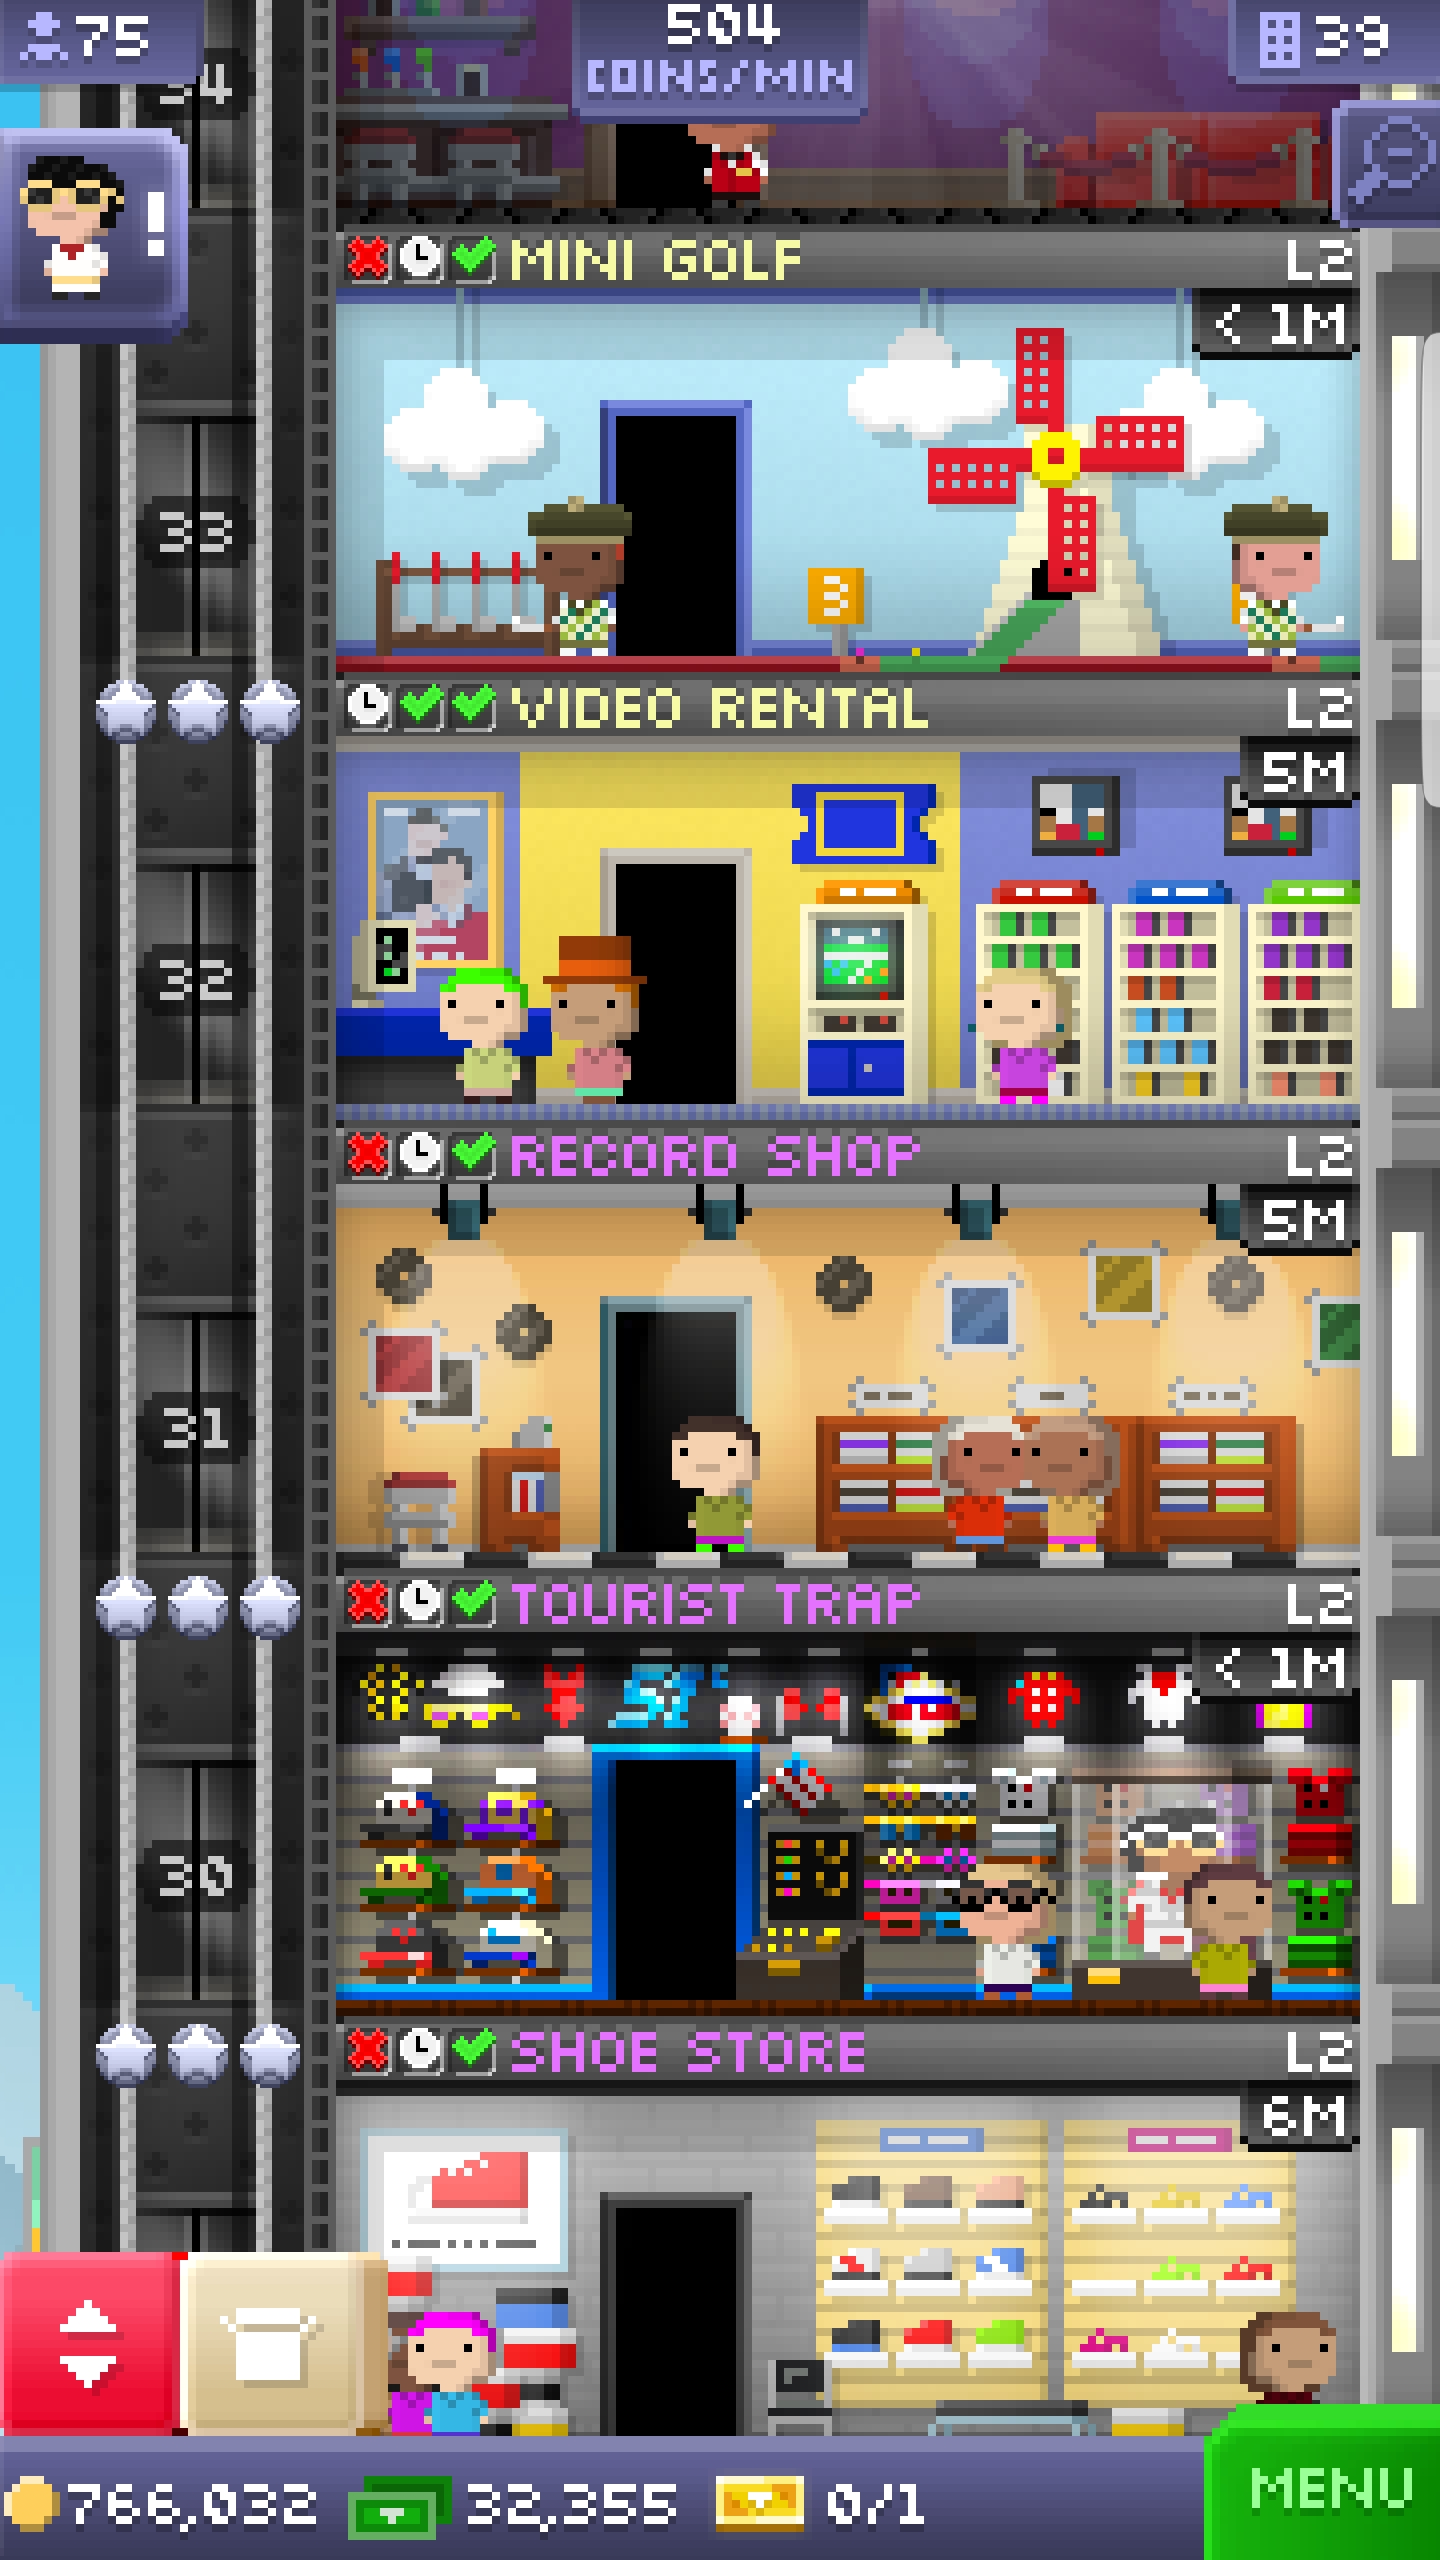 75
504
COINS/MIN
39
34
MINI GOLF L2
< 1M
33
3
VIDEO RENTAL L2
5M
32
RECORD SHOP L2
5M
31
TOURIST TRAP L2
< 1M
30
SHOE STORE L2
6M
766,032 32,355 0/1
MENU